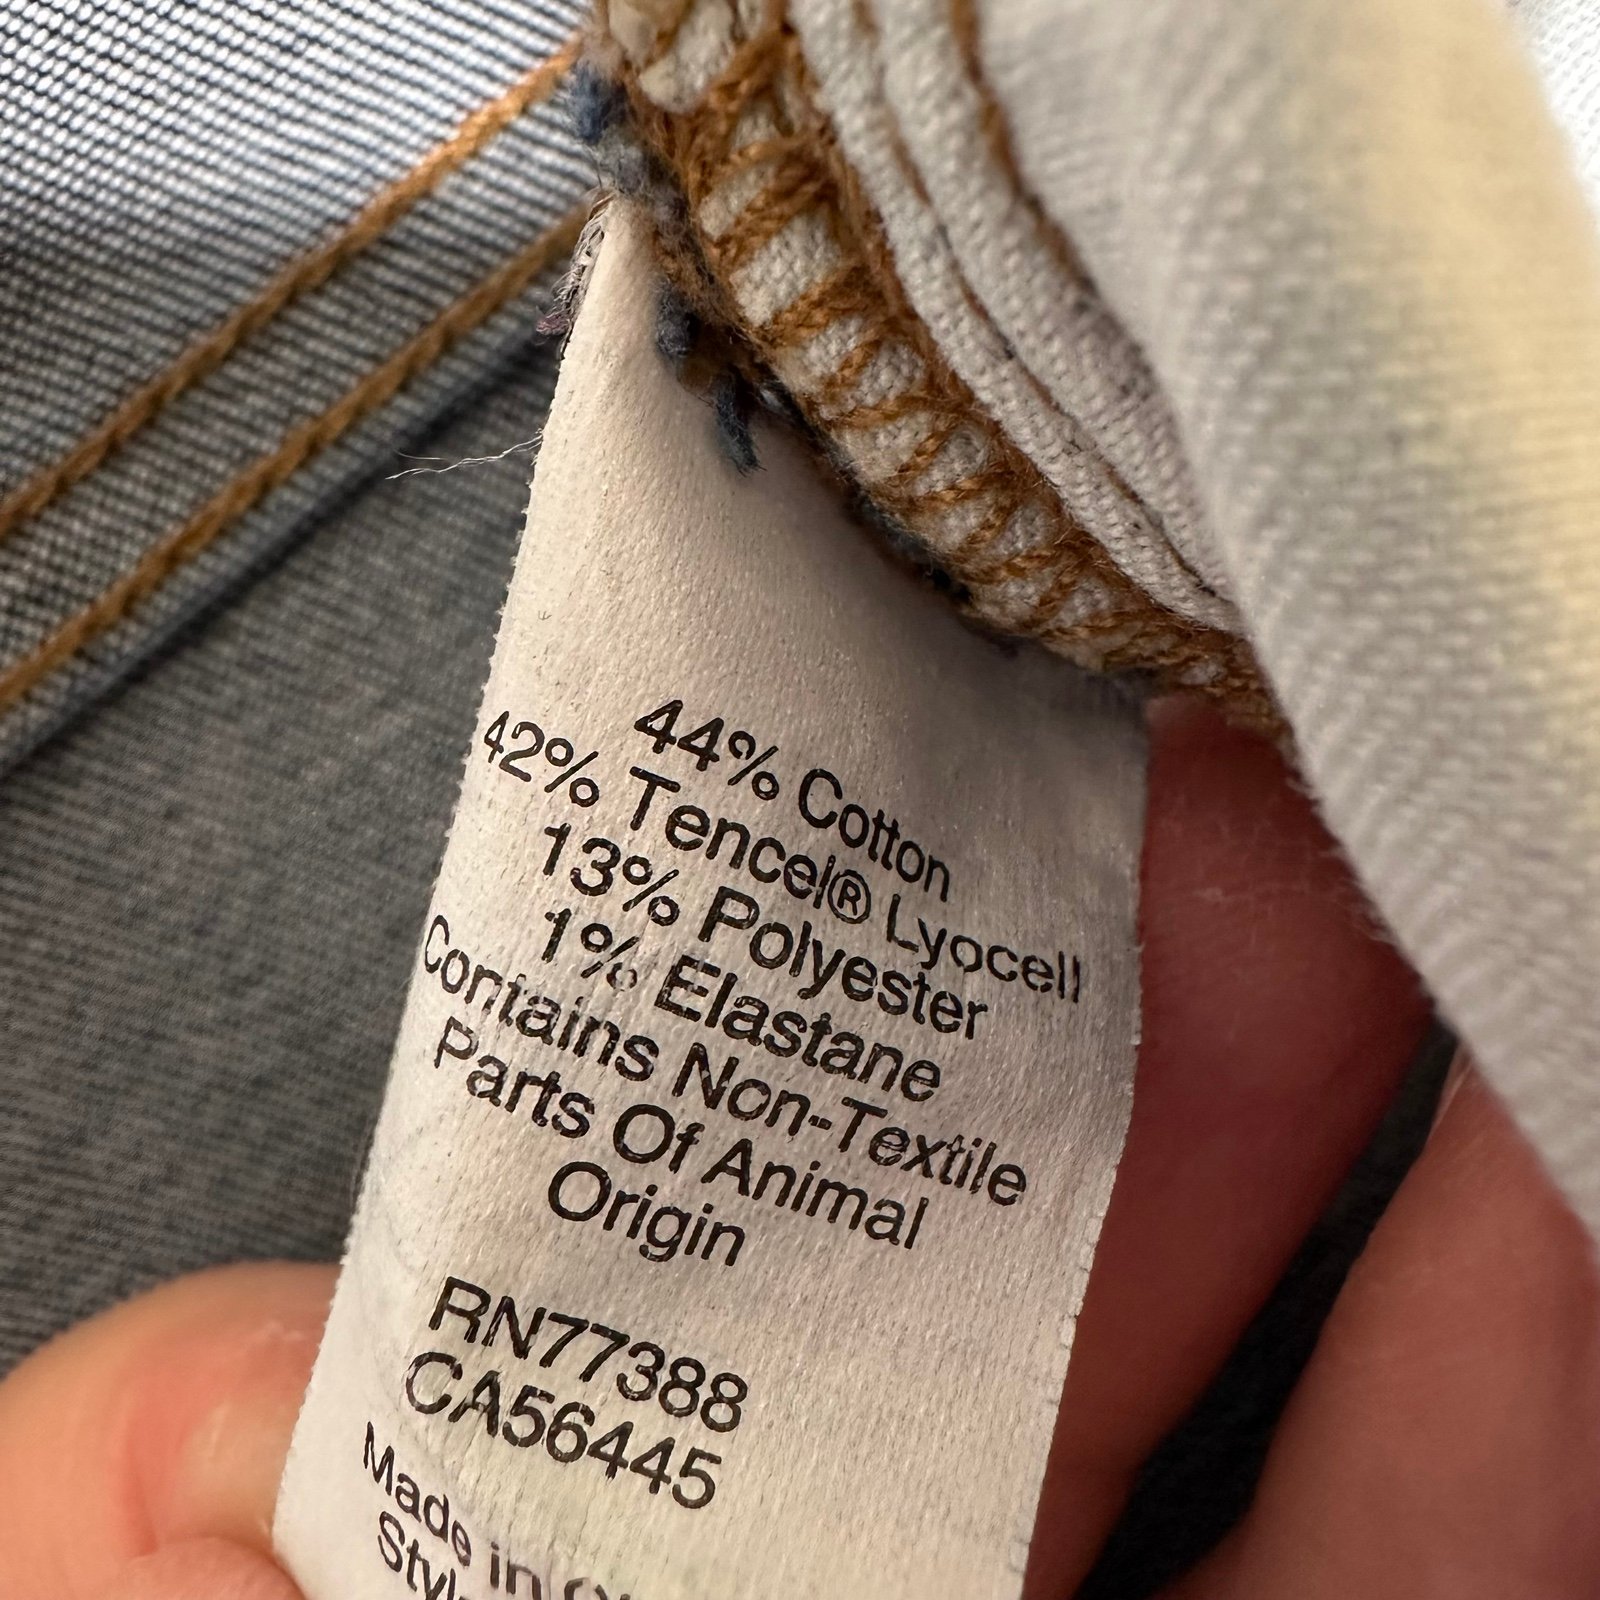 44% Cotton
42% Tencel® Lyocell
13% Polyester
1% Elastane
Contains Non-Textile
Parts Of Animal
Origin
RN77388
CA56445
Made in